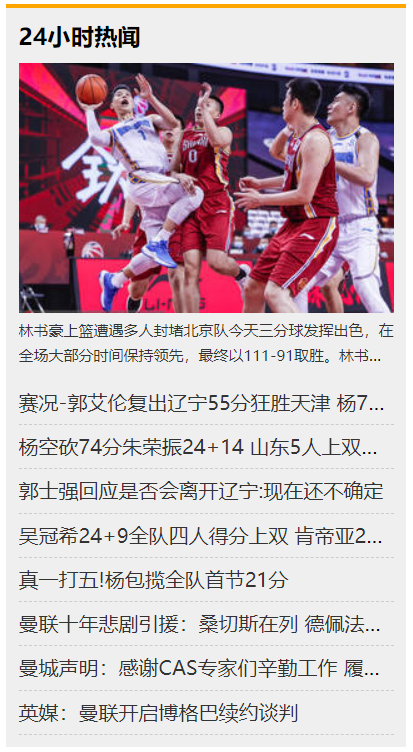 24小时热闻
林书豪上篮遭遇多人封堵北京队今天三分球发挥出色，在
全场大部分时间保持领先，最终以111-91取胜。林书...
赛况-郭艾伦复出辽宁55分狂胜天津 杨7...
杨空砍74分朱荣振24+14 山东5人上双...
郭士强回应是否会离开辽宁:现在还不确定
吴冠希24+9全队四人得分上双 肯帝亚2...
真一打五!杨包揽全队首节21分
曼联十年悲剧引援：桑切斯在列 德佩法...
曼城声明：感谢CAS专家们辛勤工作 履...
英媒：曼联开启博格巴续约谈判